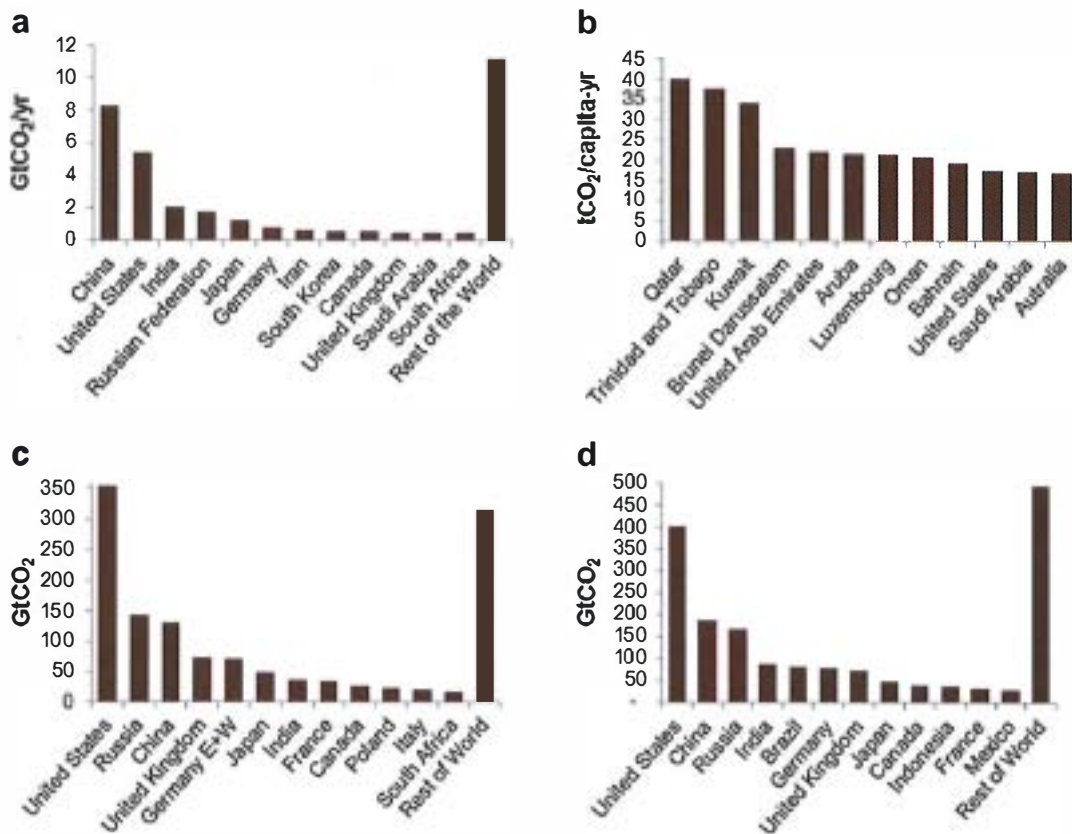 a
GtCO₂/yr
12
10
8
6
4
2
0
China
United States
India
Russian Federation
Japan
Germany
Iran
South Korea
Canada
United Kingdom
Saudi Arabia
South Africa
Rest of the World
b
tCO₂/capita-yr
45
40
35
30
25
20
15
10
5
0
Qatar
Trinidad and Tobago
Kuwait
Brunei Darussalam
United Arab Emirates
Aruba
Luxembourg
Oman
Bahrain
United States
Saudi Arabia
Autralia
c
GtCO₂
350
300
250
200
150
100
50
0
United States
Russia
China
United Kingdom
Germany E+W
Japan
India
France
Canada
Poland
Italy
South Africa
Rest of World
d
GtCO₂
500
450
400
350
300
250
200
150
100
50
-
United States
China
Russia
India
Brazil
Germany
United Kingdom
Japan
Canada
Indonesia
France
Mexico
Rest of World